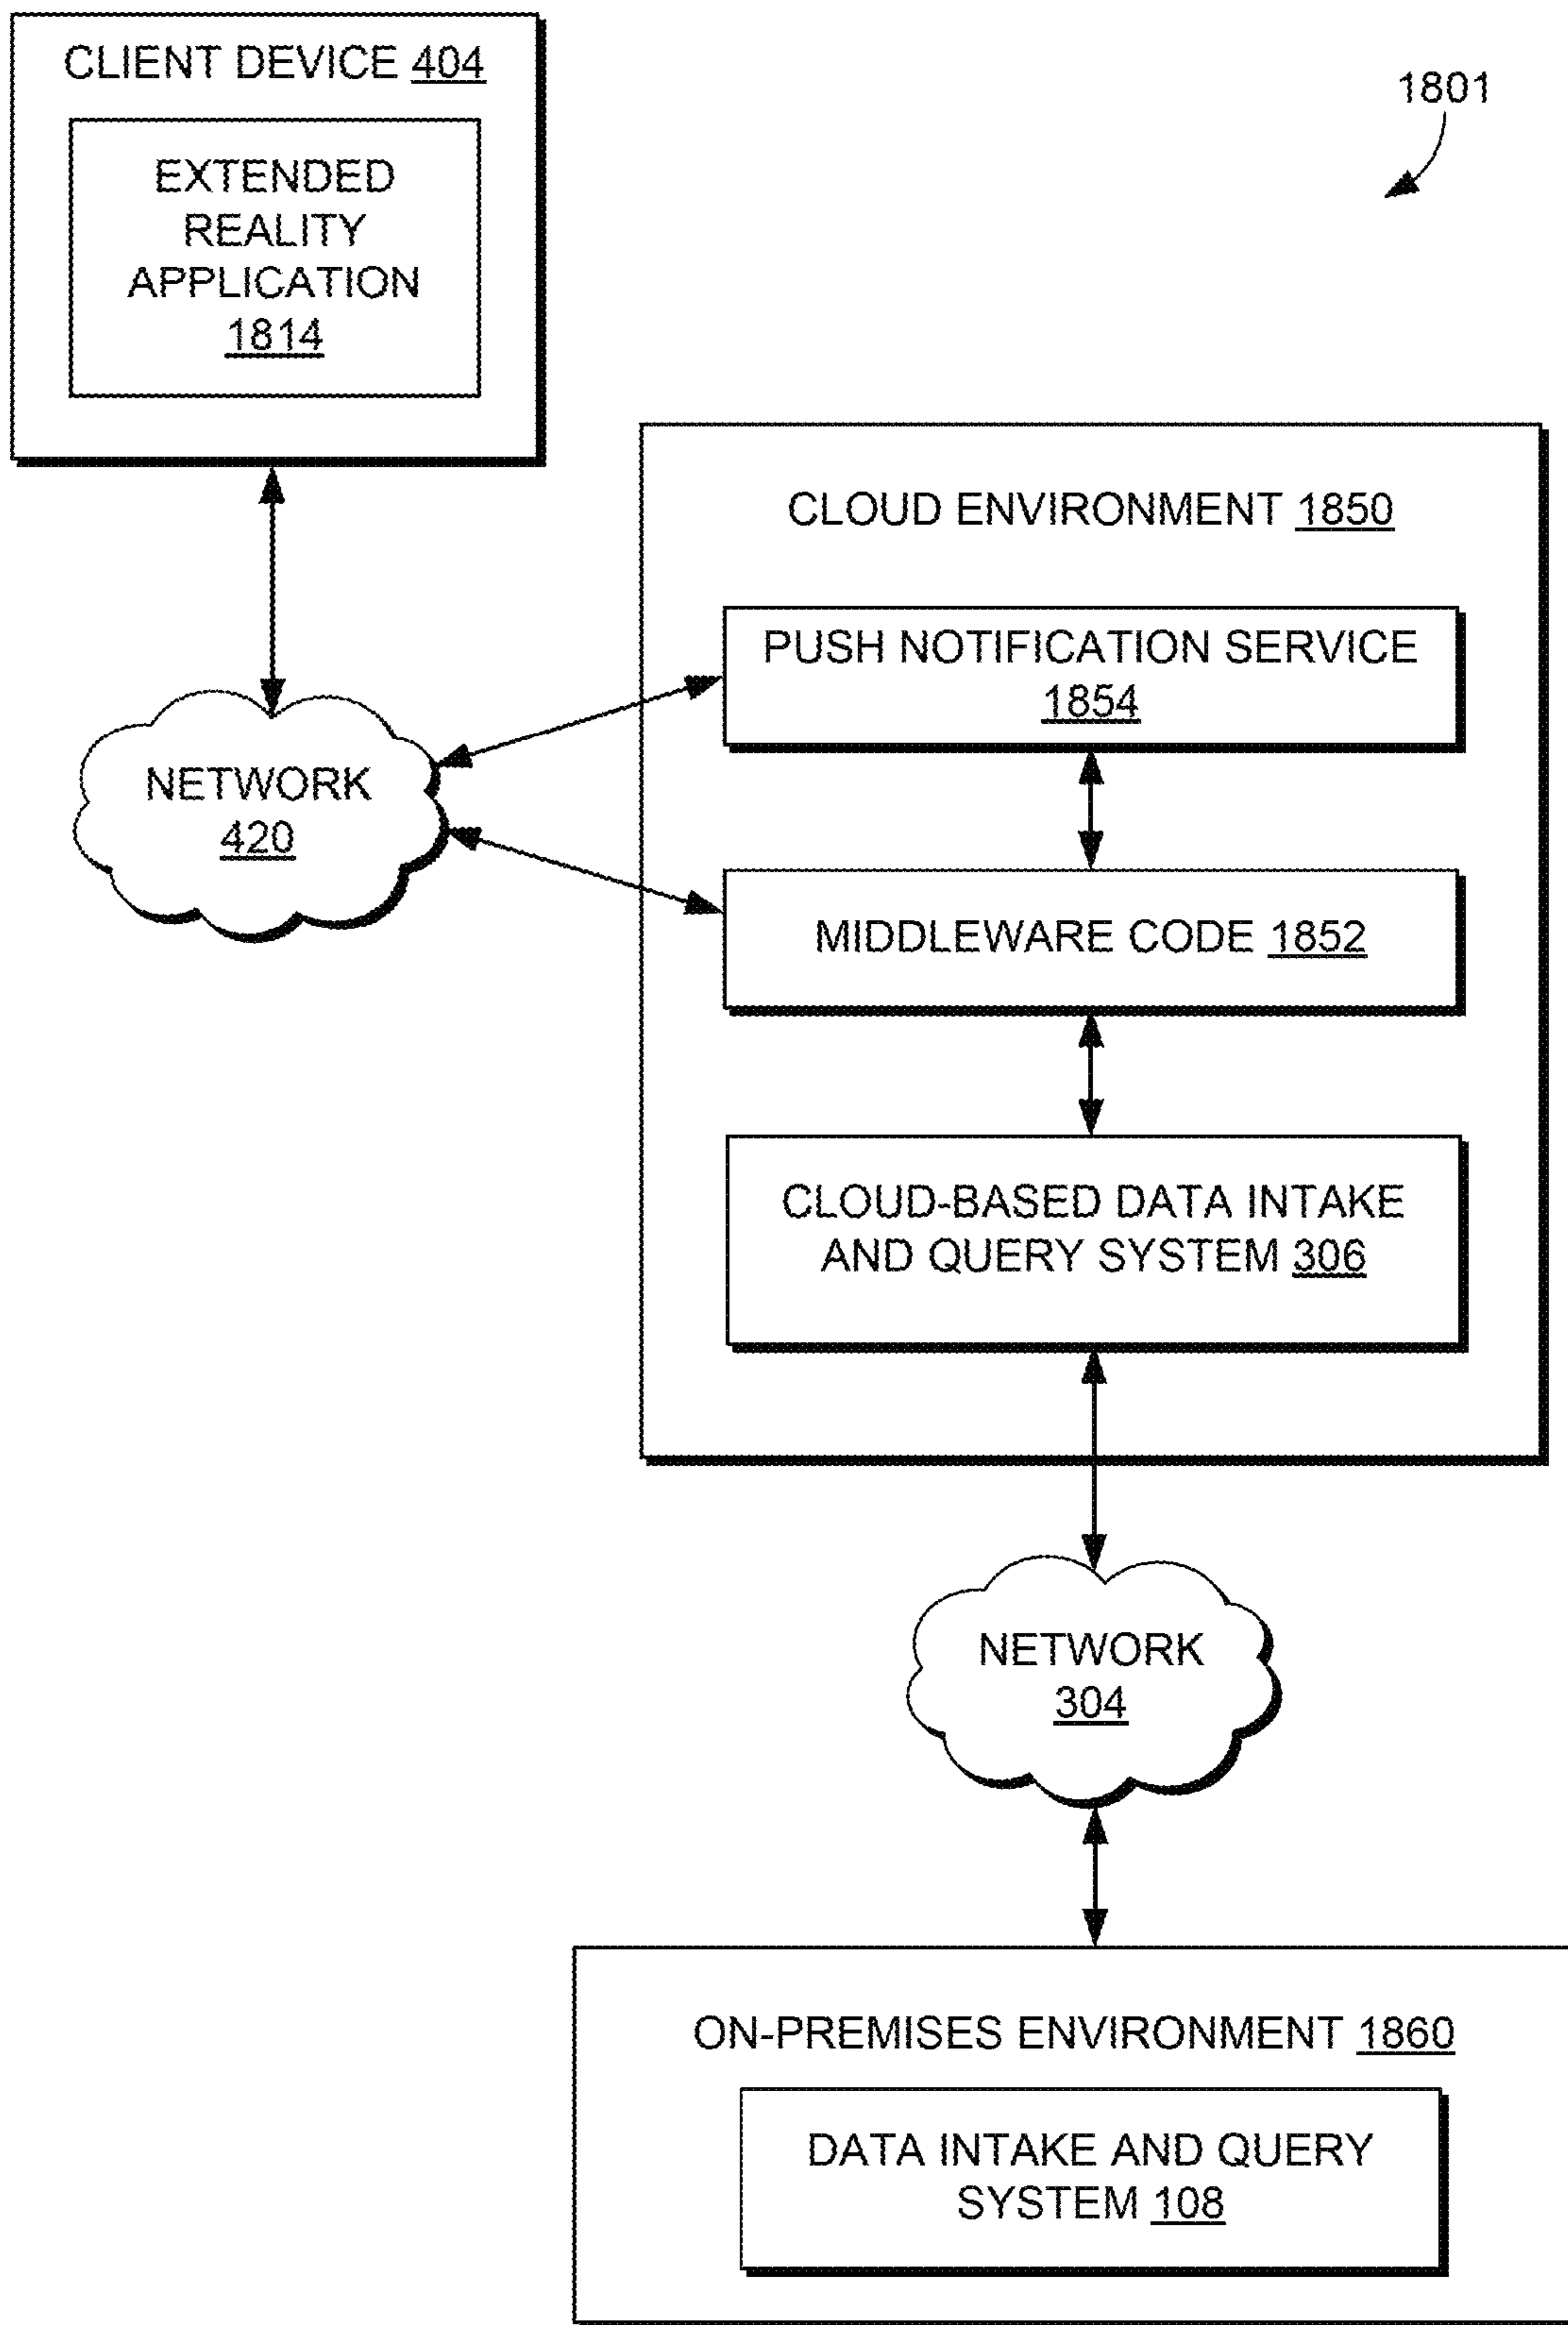 CLIENT DEVICE 404
EXTENDED
REALITY
APPLICATION
1814
1801
CLOUD ENVIRONMENT 1850
PUSH NOTIFICATION SERVICE
1854
NETWORK
420
MIDDLEWARE CODE 1852
CLOUD-BASED DATA INTAKE
AND QUERY SYSTEM 306
NETWORK
304
ON-PREMISES ENVIRONMENT 1860
DATA INTAKE AND QUERY
SYSTEM 108